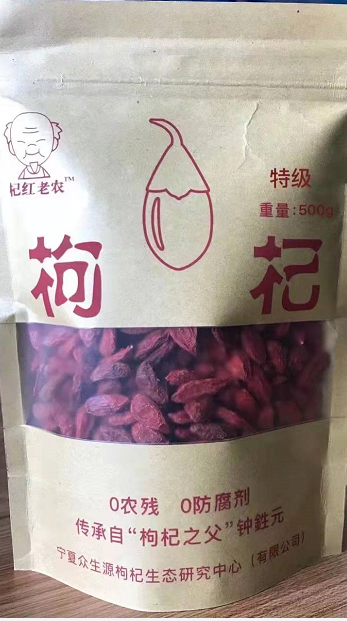 杞红老农™
特级
重量:500g
枸 杞
0农残 0防腐剂
传承自“枸杞之父”钟鉎元
宁夏众生源枸杞生态研究中心(有限公司)